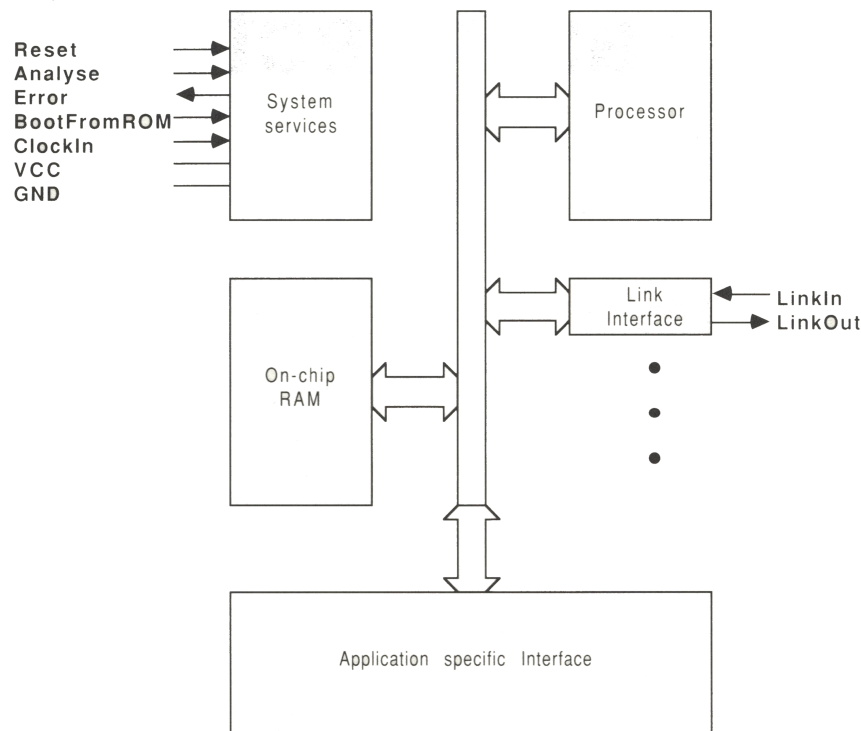 Reset
Analyse
Error
BootFromROM
ClockIn
VCC
GND
System
services
Processor
Link
Interface
LinkIn
LinkOut
On-chip
RAM
Application specific Interface